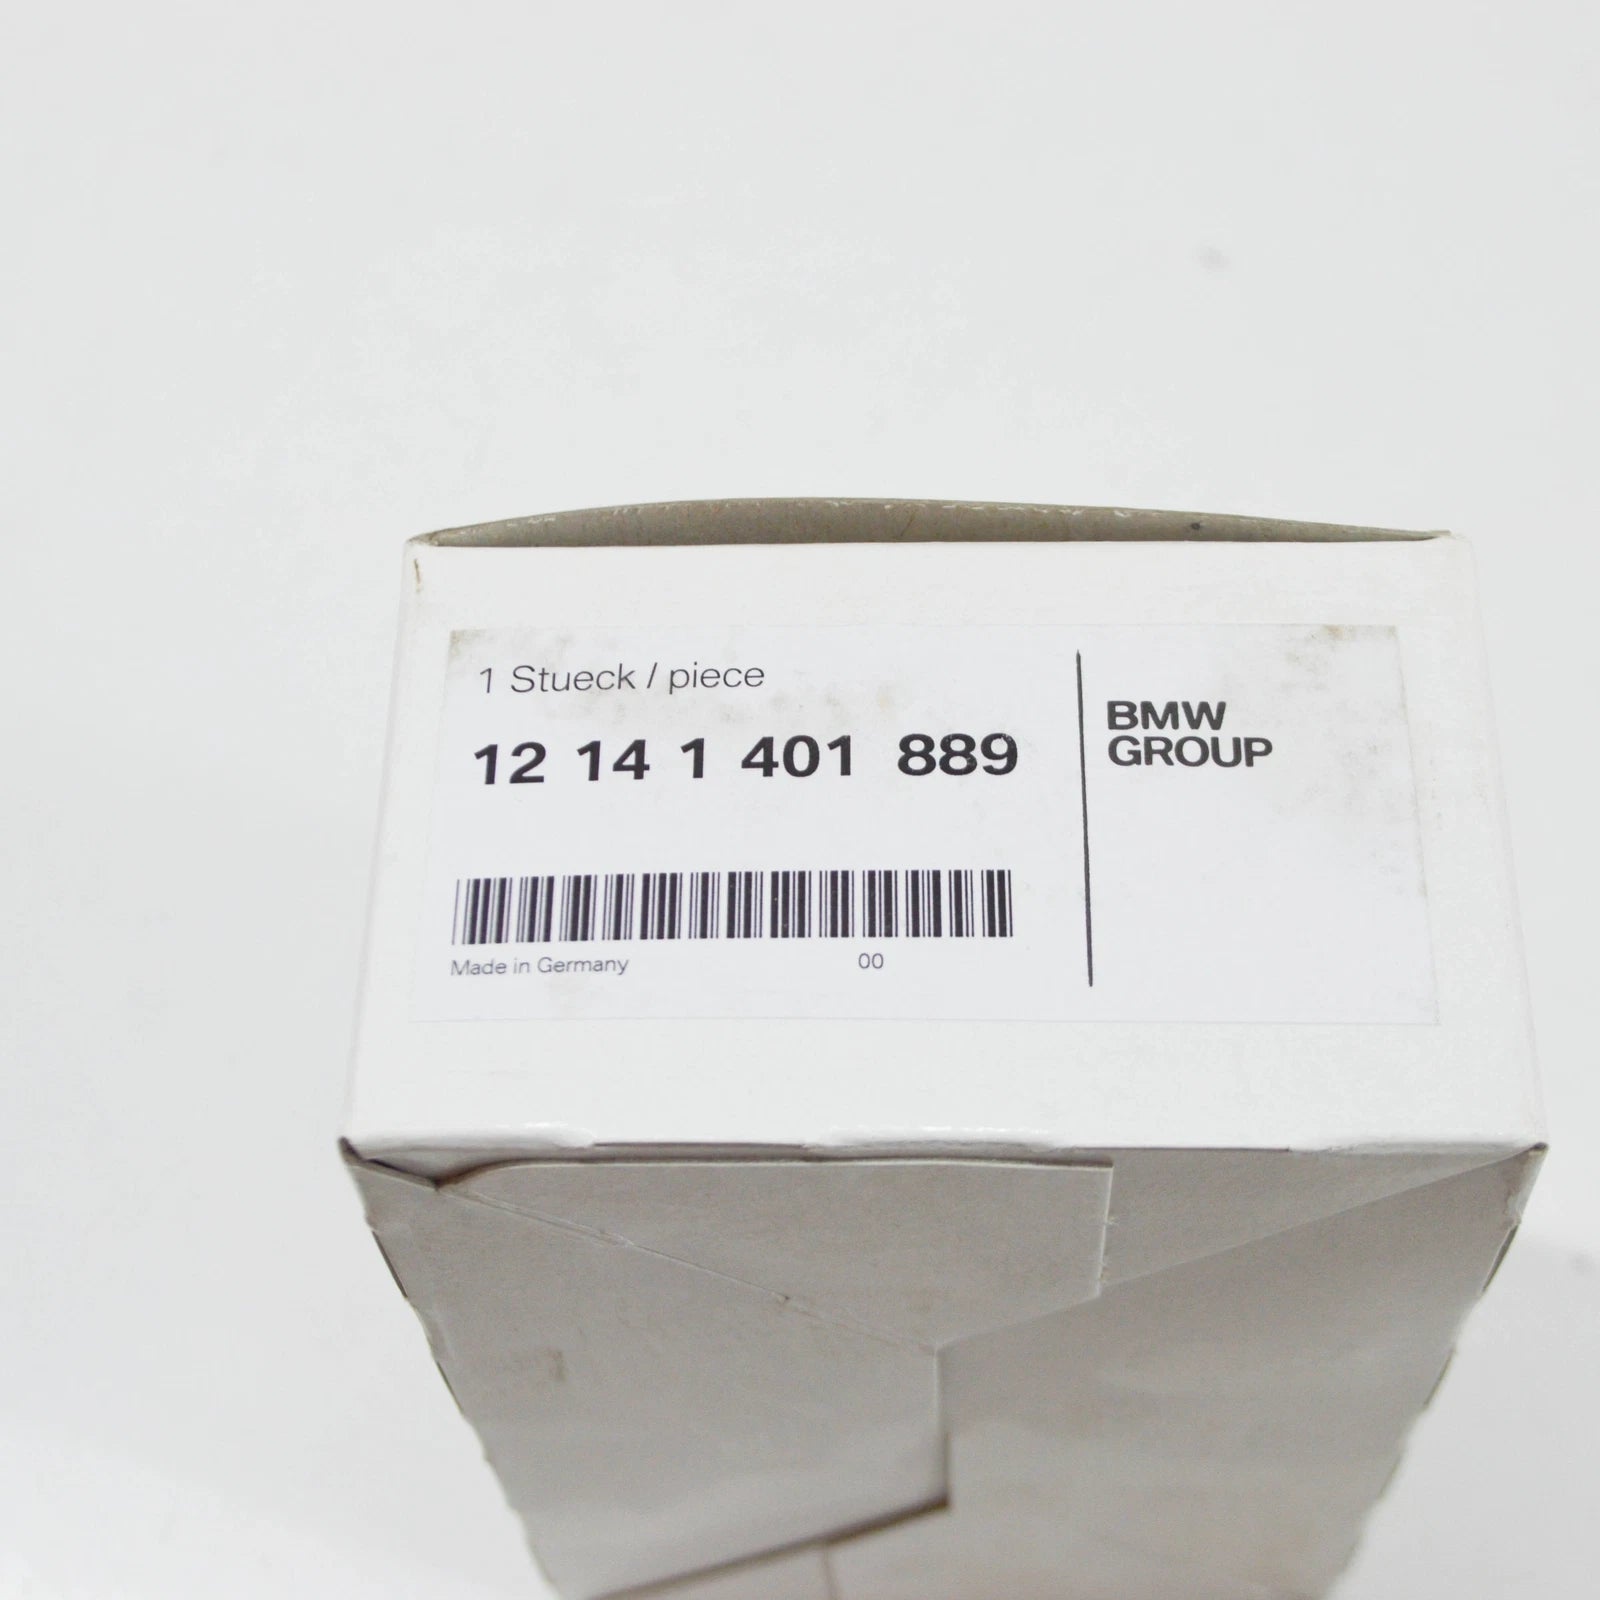 1 Stueck / piece
12 14 1 401 889
BMW
GROUP
Made in Germany
00